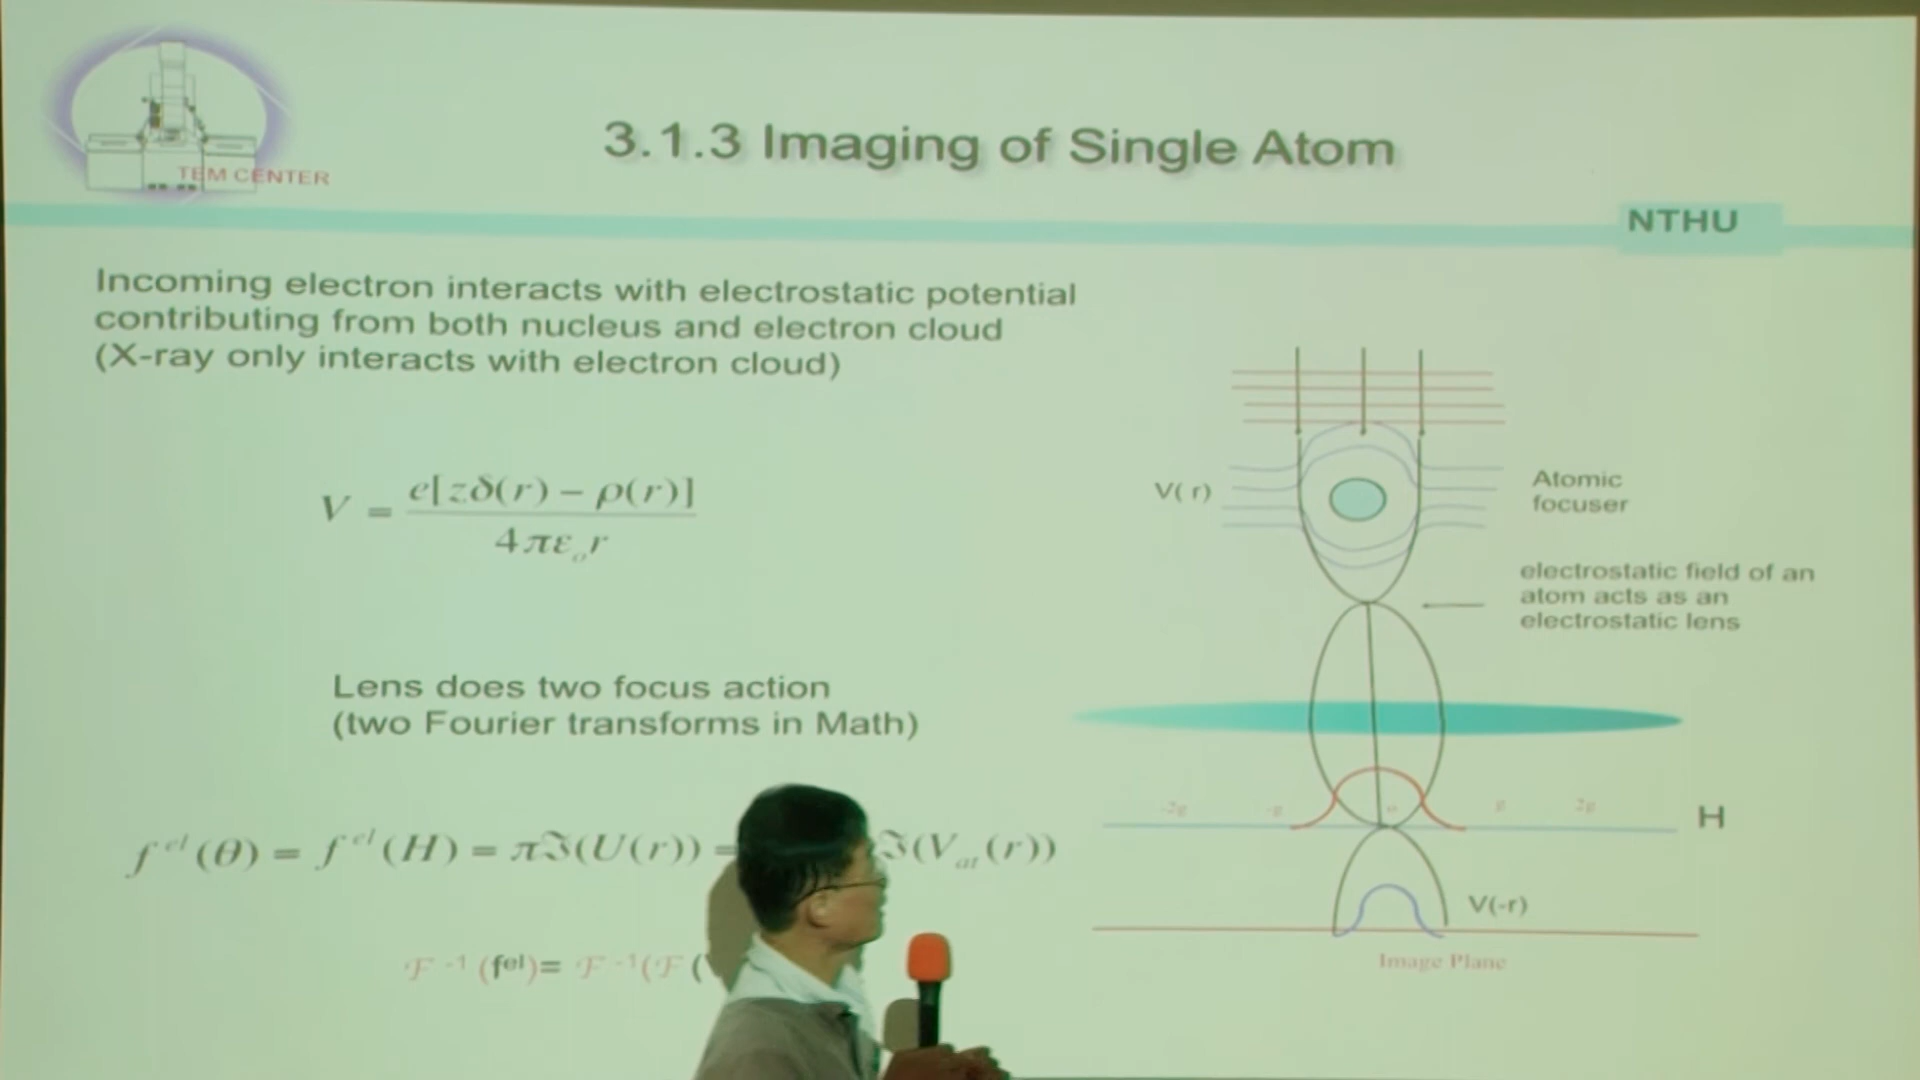 TEM CENTER
3.1.3 Imaging of Single Atom
NTHU
Incoming electron interacts with electrostatic potential
contributing from both nucleus and electron cloud
(X-ray only interacts with electron cloud)
V = e[zδ(r) − ρ(r)] / 4πε₀r
Lens does two focus action
(two Fourier transforms in Math)
f^el(θ) = f^el(H) = πℑ(U(r)) = ℑ(V_at(r))
ℱ⁻¹(f^el)= ℱ⁻¹(ℱ(
V( r)
Atomic
focuser
electrostatic field of an
atom acts as an
electrostatic lens
-2g -g g 2g
H
V(-r)
Image Plane